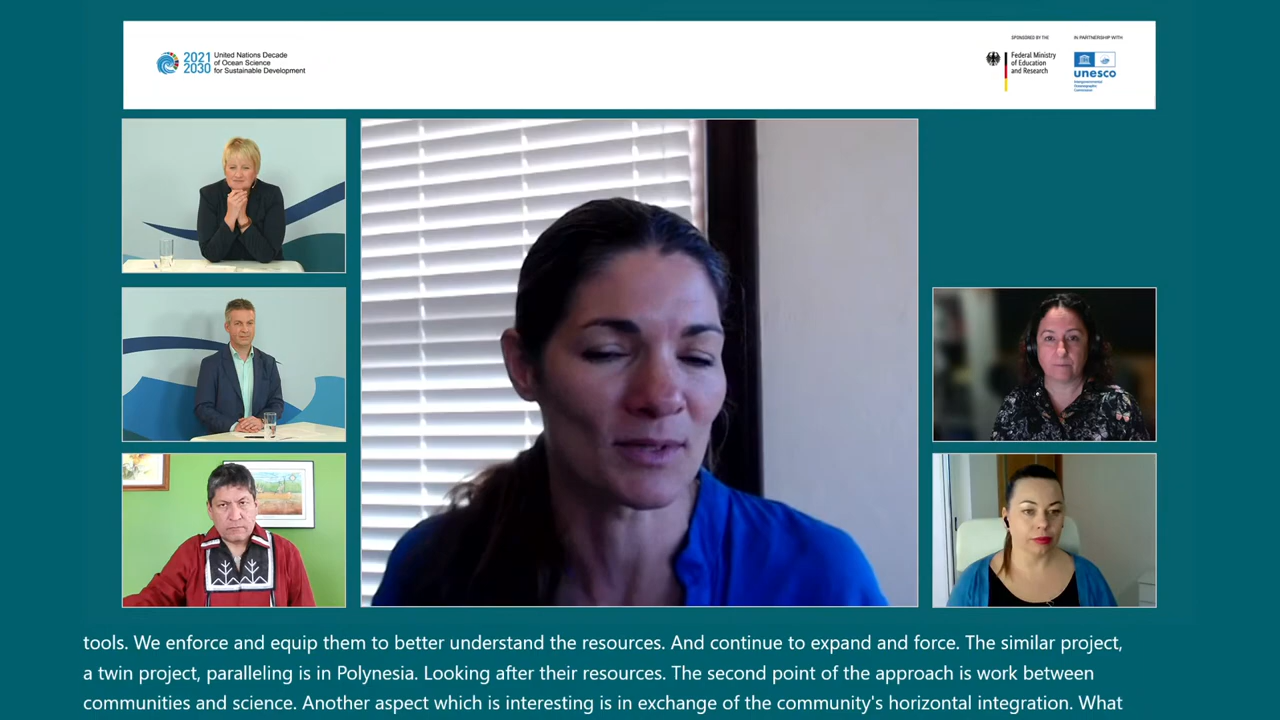 2021
2030
United Nations Decade
of Ocean Science
for Sustainable Development
SPONSORED BY THE
Federal Ministry
of Education
and Research
IN PARTNERSHIP WITH
unesco
Intergovernmental
Oceanographic
Commission
tools. We enforce and equip them to better understand the resources. And continue to expand and force. The similar project,
a twin project, paralleling is in Polynesia. Looking after their resources. The second point of the approach is work between
communities and science. Another aspect which is interesting is in exchange of the community's horizontal integration. What